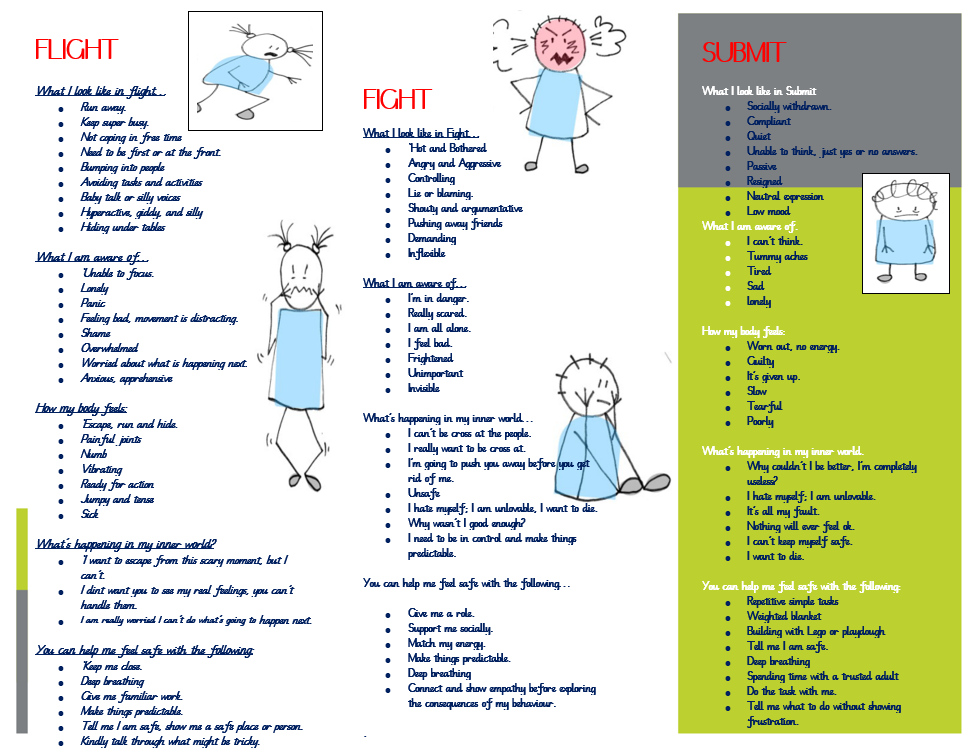 FLIGHT
What I look like in flight….
Run away.
Keep super busy.
Not coping in free time
Need to be first or at the front.
Bumping into people
Avoiding tasks and activities
Baby talk or silly voices
Hyperactive, giddy, and silly
Hiding under tables
What I am aware of….
'Unable to focus.
Lonely
Panic
Feeling bad, movement is distracting.
Shame
Overwhelmed
Worried about what is happening next.
Anxious, apprehensive
How my body feels:
'Escape, run and hide.
Painful joints
Numb
Vibrating
Ready for action
Jumpy and tense
Sick
What's happening in my inner world?
'I want to escape from this scary moment, but I
can't.
I dint want you to see my real feelings, you can't
handle them.
I am really worried I can't do what's going to happen next.
You can help me feel safe with the following:
'Keep me close.
Deep breathing
Give me familiar work.
Make things predictable.
Tell me I am safe, show me a safe place or person.
Kindly talk through what might be tricky.
FIGHT
What I look like in Fight….
'Hot and Bothered
Angry and Aggressive
Controlling
Lie or blaming.
Shouty and argumentative
Pushing away friends
Demanding
Inflexible
What I am aware of….
I'm in danger.
Really scared.
I am all alone.
I feel bad.
Frightened
Unimportant
Invisible
What's happening in my inner world….
I can't be cross at the people.
I really want to be cross at.
I'm going to push you away before you get
rid of me.
Unsafe
I hate myself; I am unlovable, I want to die.
Why wasn't I good enough?
I need to be in control and make things
predictable.
You can help me feel safe with the following….
Give me a role.
Support me socially.
Match my energy.
Make things predictable.
Deep breathing
Connect and show empathy before exploring
the consequences of my behaviour.
.
SUBMIT
What I look like in Submit
Socially withdrawn.
Compliant
Quiet
Unable to think, just yes or no answers.
Passive
Resigned
Neutral expression
Low mood
What I am aware of.
I can't think.
Tummy aches
Tired
Sad
lonely
How my body feels:
Worn out, no energy.
Guilty
It's given up.
Slow
Tearful
Poorly
What's happening in my inner world.
Why couldn't I be better, I'm completely
useless?
I hate myself; I am unlovable.
It's all my fault.
Nothing will ever feel ok.
I can't keep myself safe.
I want to die.
You can help me feel safe with the following:
Repetitive simple tasks
Weighted blanket
Building with Lego or playdough
Tell me I am safe.
Deep breathing
Spending time with a trusted adult
Do the task with me.
Tell me what to do without showing
frustration.